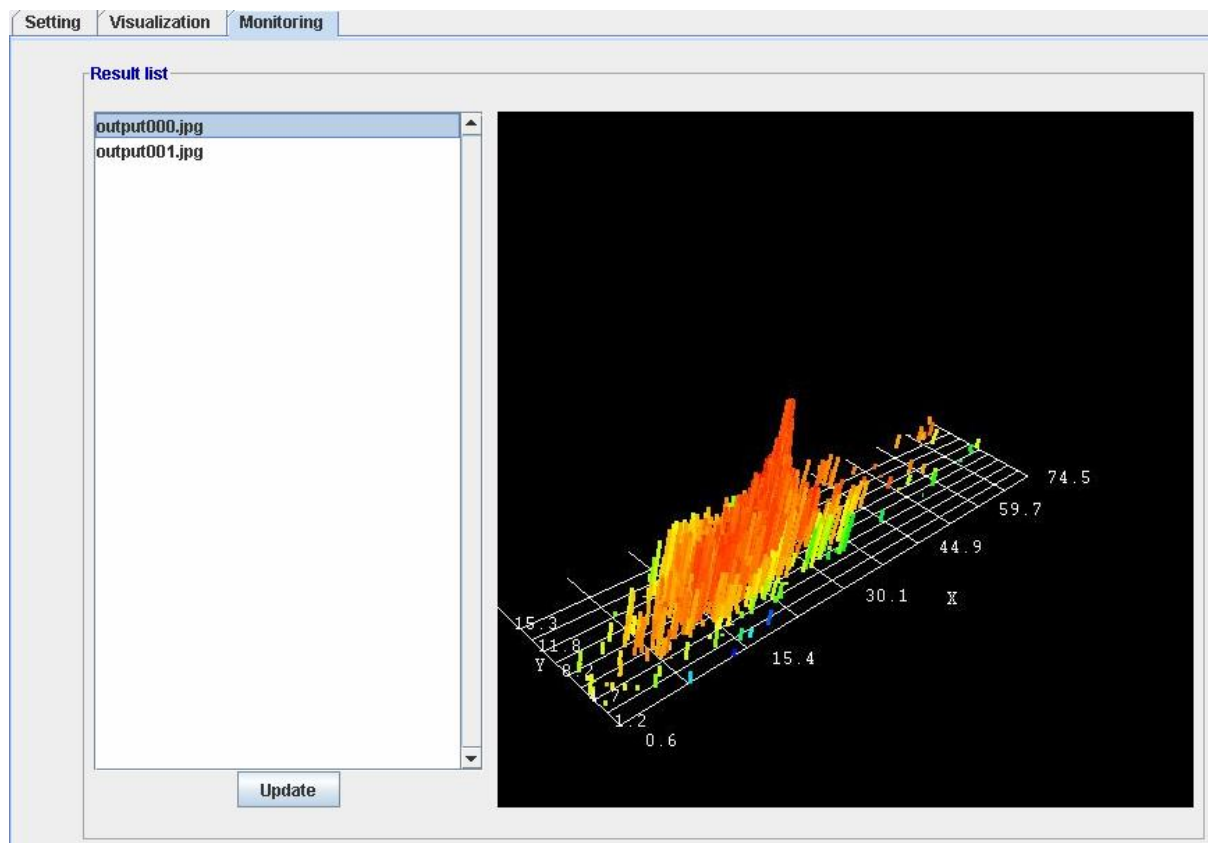 Setting Visualization Monitoring
Result list
output000.jpg
output001.jpg
Update
74.5
59.7
44.9
30.1 X
15.4
0.6
15.3
11.8
Y
1.2